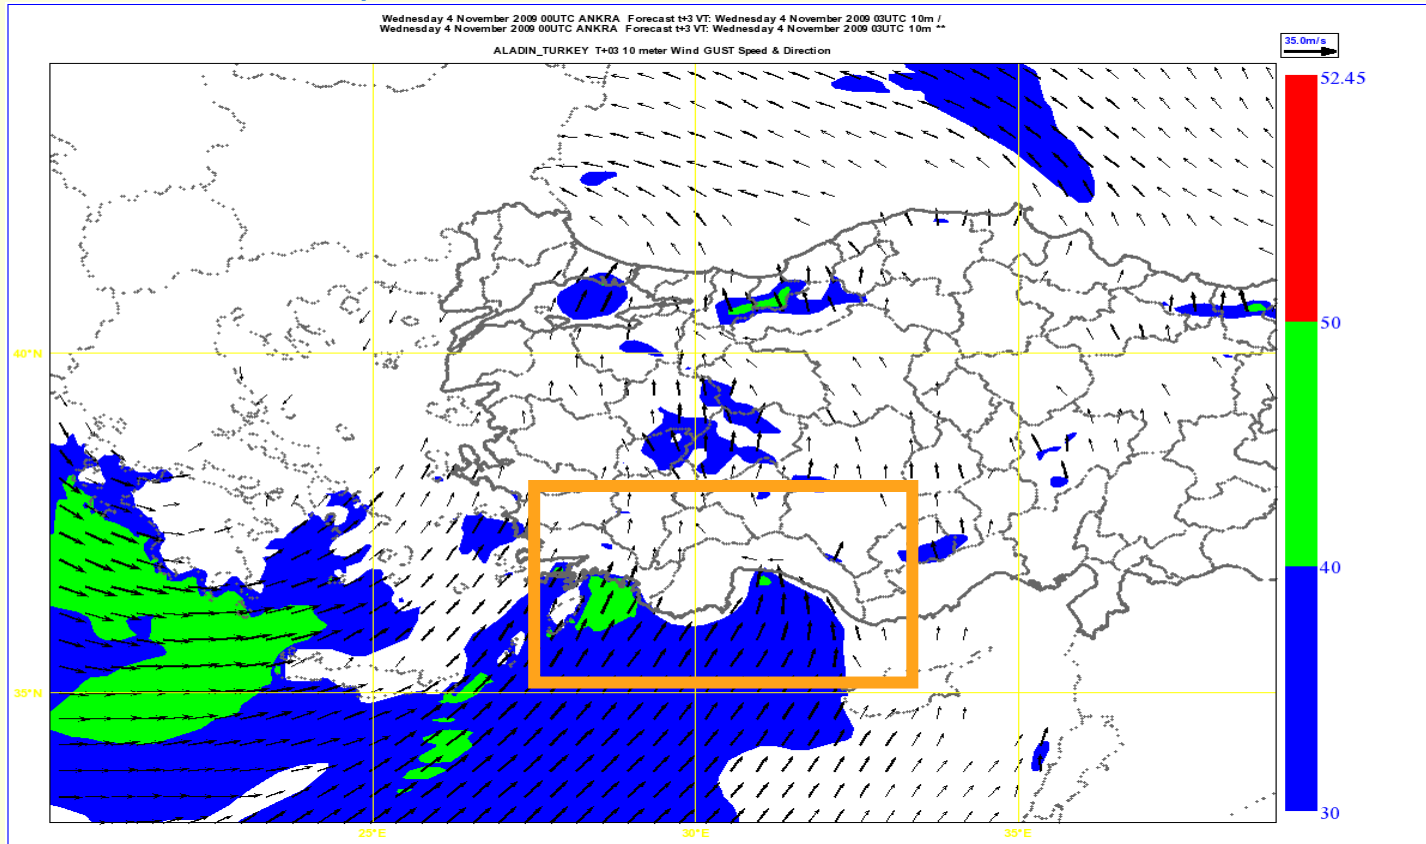 Wednesday 4 November 2009 00UTC ANKRA  Forecast t+3 VT: Wednesday 4 November 2009 03UTC 10m /
Wednesday 4 November 2009 00UTC ANKRA  Forecast t+3 VT: Wednesday 4 November 2009 03UTC 10m **
ALADIN_TURKEY  T+03 10 meter Wind GUST Speed & Direction
35.0m/s
52.45
50
40°N
40
35°N
30
25°E 30°E 35°E